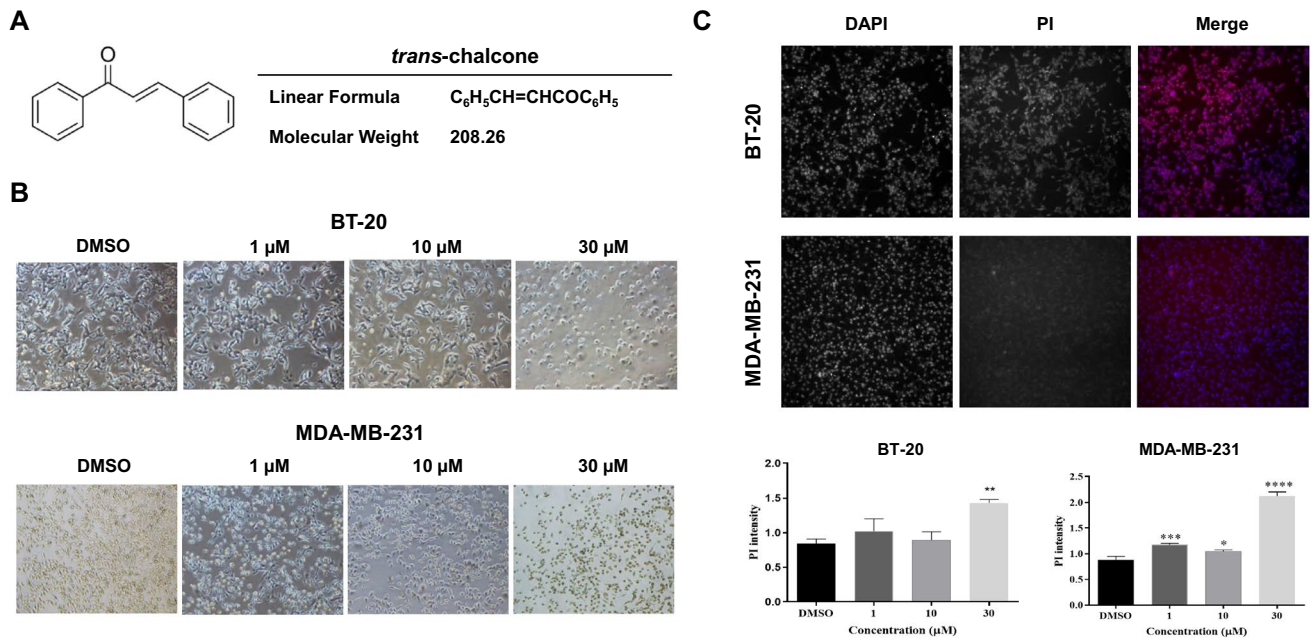 A
O
trans-chalcone
Linear Formula C₆H₅CH=CHCOC₆H₅
Molecular Weight 208.26
B
BT-20
DMSO 1 µM 10 µM 30 µM
MDA-MB-231
DMSO 1 µM 10 µM 30 µM
C
DAPI PI Merge
BT-20
MDA-MB-231
BT-20
PI intensity
2.0
1.5
1.0
0.5
0.0
**
DMSO 1 10 30
Concentration (µM)
MDA-MB-231
PI intensity
2.5
2.0
1.5
1.0
0.5
0.0
***
*
****
DMSO 1 10 30
Concentration (µM)